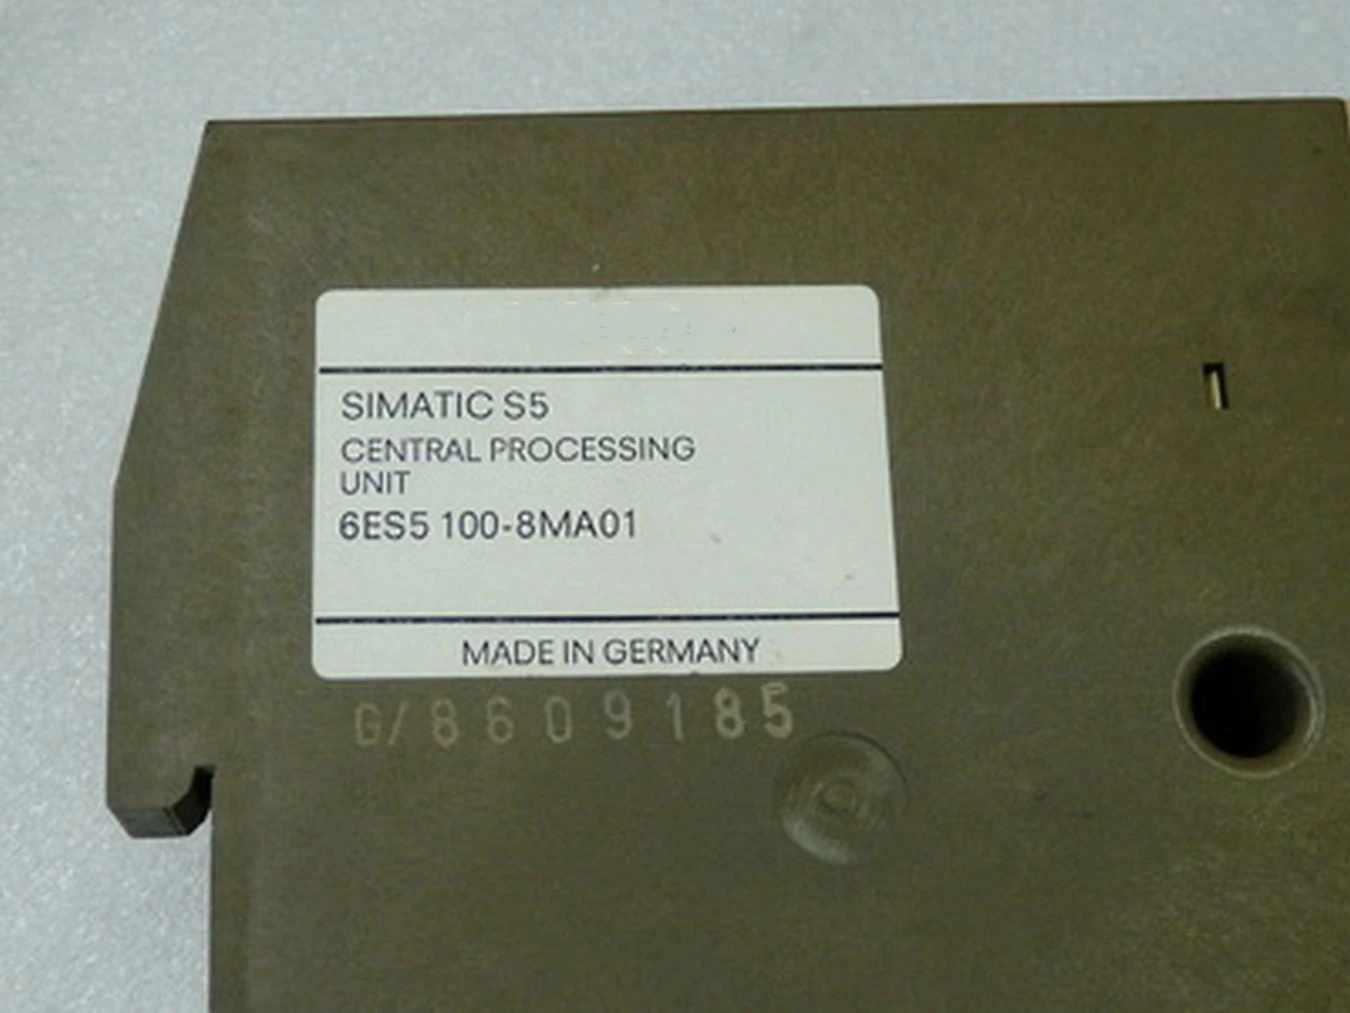 SIMATIC S5
CENTRAL PROCESSING
UNIT
6ES5 100-8MA01
MADE IN GERMANY
G/8609185